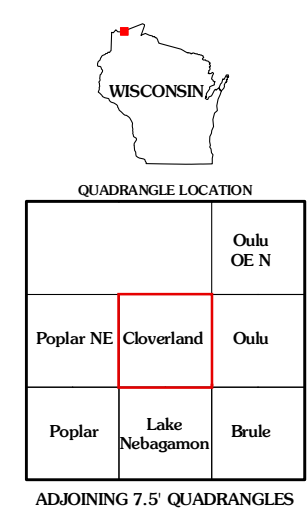 WISCONSIN
QUADRANGLE LOCATION
Oulu
OE N
Poplar NE
Cloverland
Oulu
Poplar
Lake
Nebagamon
Brule
ADJOINING 7.5' QUADRANGLES